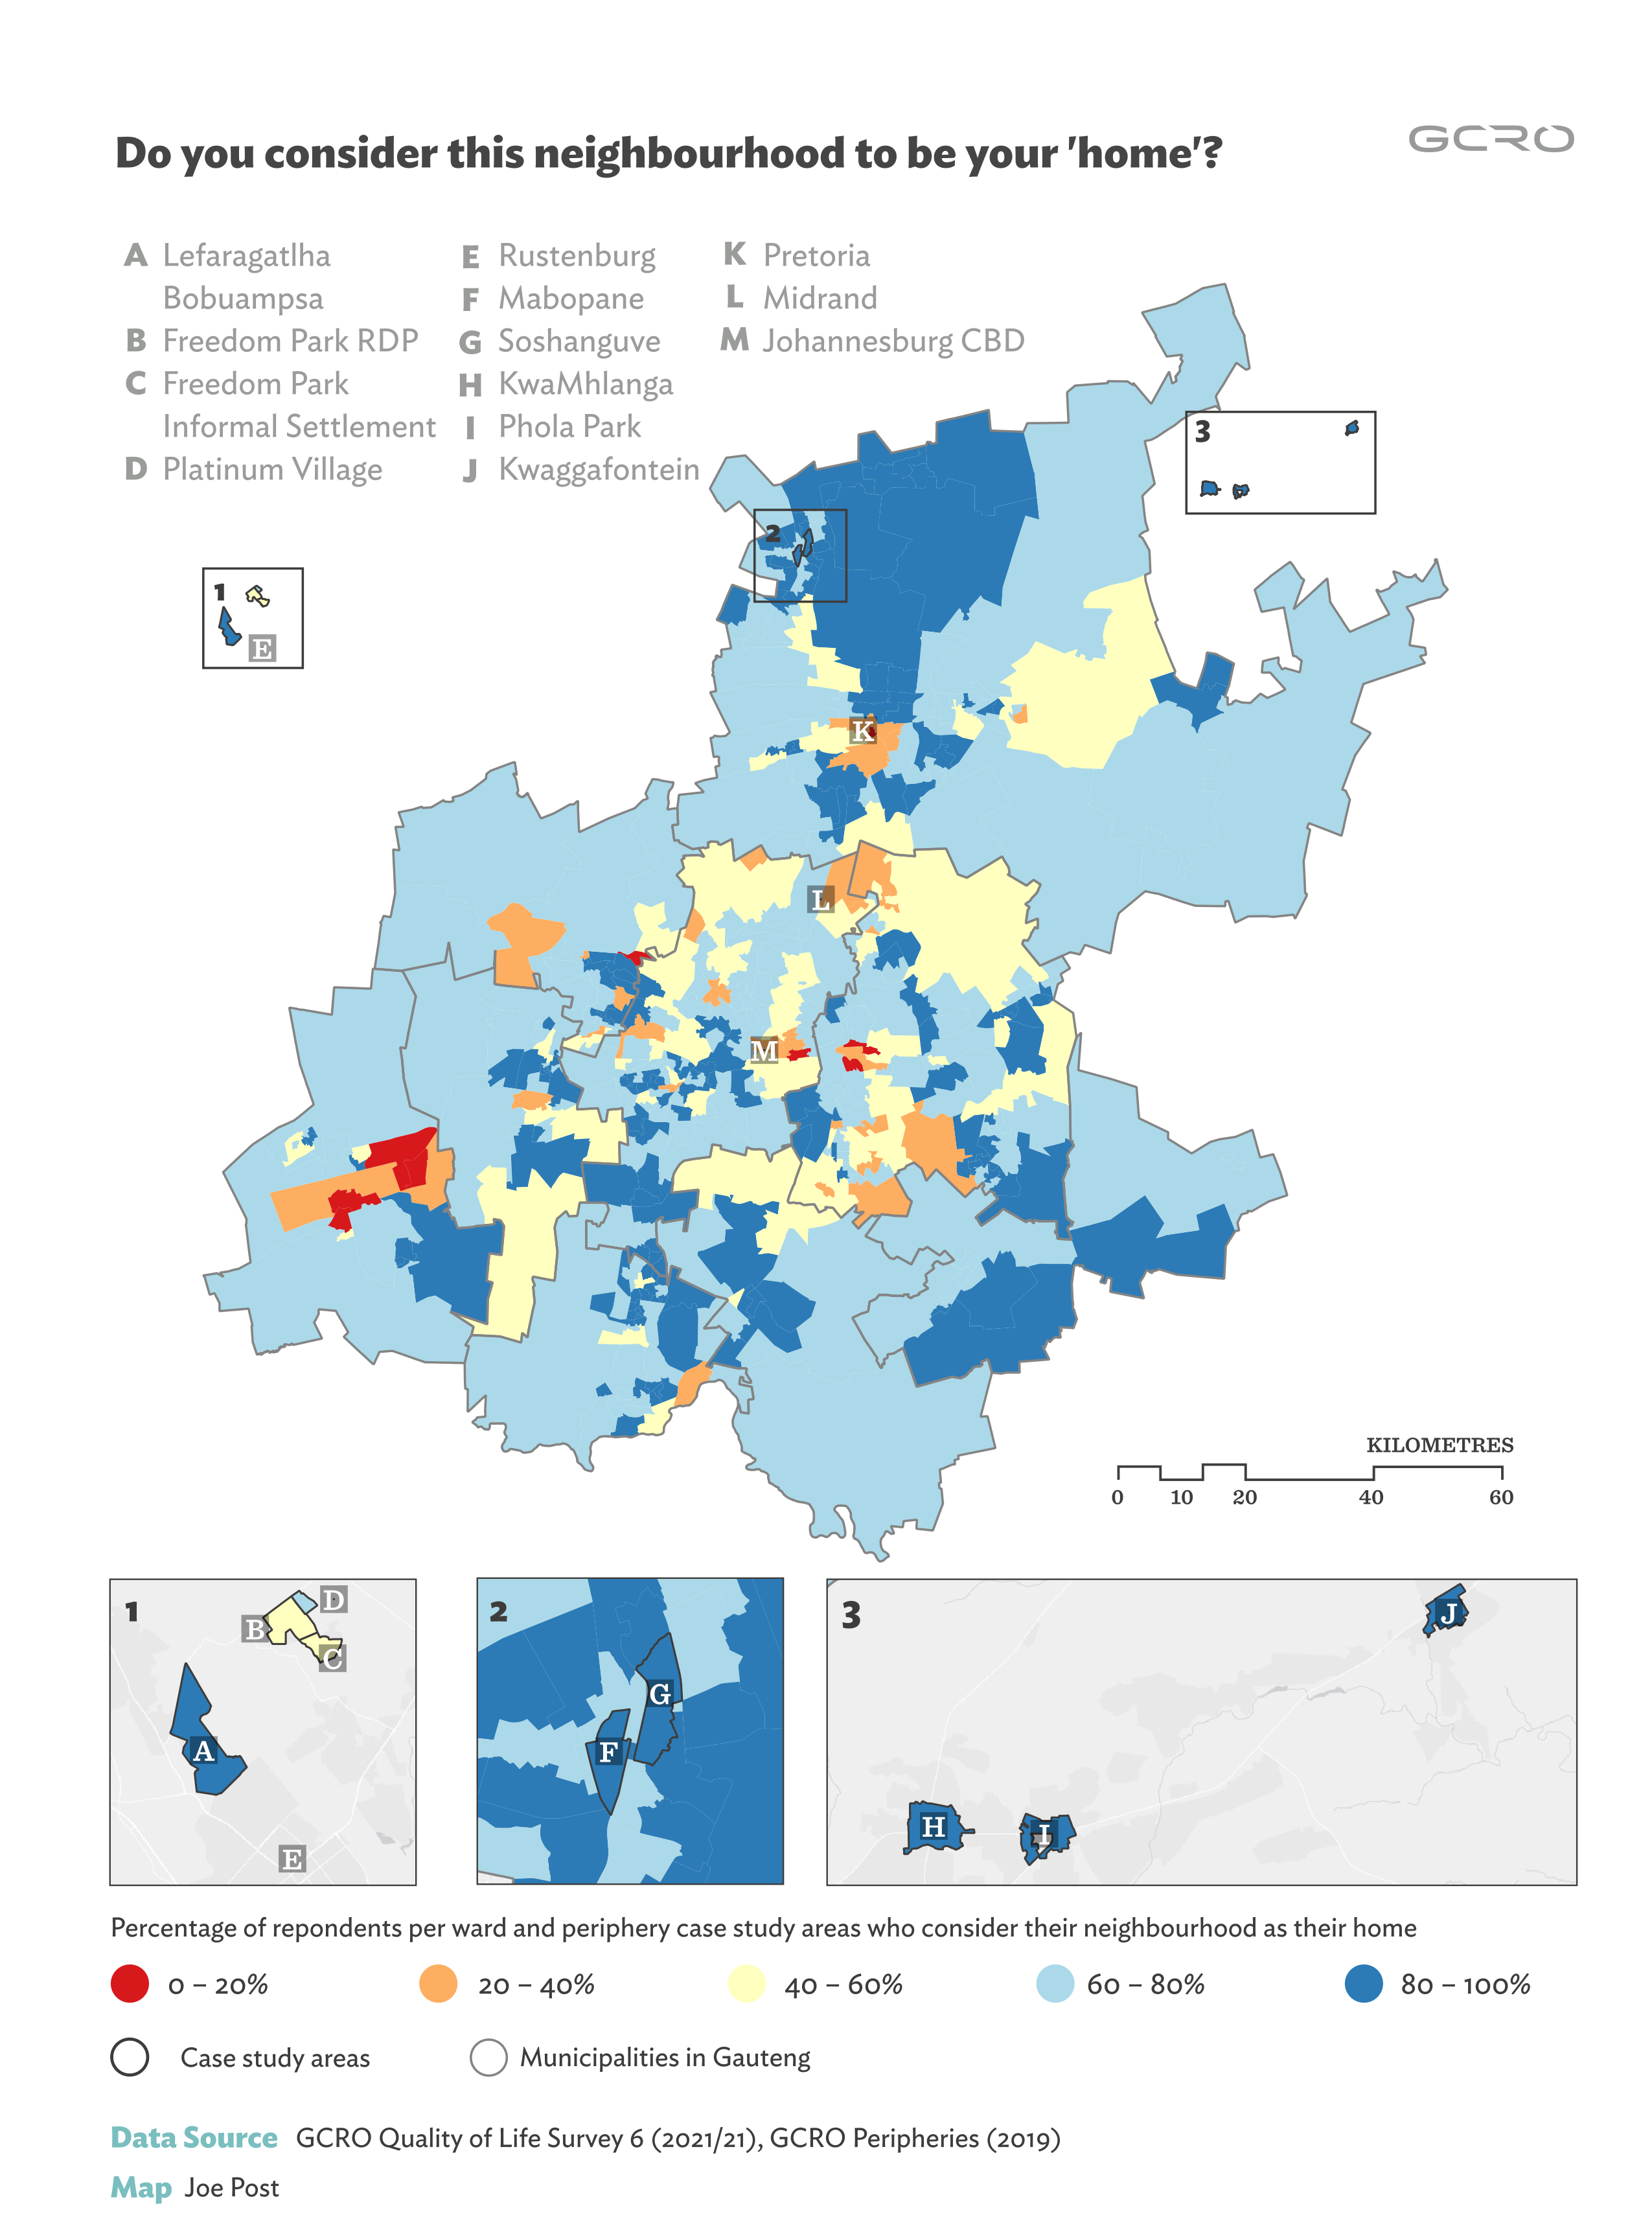 Do you consider this neighbourhood to be your 'home'?
GCRO
A Lefaragatlha
Bobuampsa
B Freedom Park RDP
C Freedom Park
Informal Settlement
D Platinum Village
E Rustenburg
F Mabopane
G Soshanguve
H KwaMhlanga
I Phola Park
J Kwaggafontein
K Pretoria
L Midrand
M Johannesburg CBD
3
2
1
E
K
L
M
KILOMETRES
0 10 20 40 60
1
D
B
C
A
E
2
G
F
3
J
H
I
Percentage of repondents per ward and periphery case study areas who consider their neighbourhood as their home
0 – 20% 20 – 40% 40 – 60% 60 – 80% 80 – 100%
Case study areas Municipalities in Gauteng
Data Source GCRO Quality of Life Survey 6 (2021/21), GCRO Peripheries (2019)
Map Joe Post